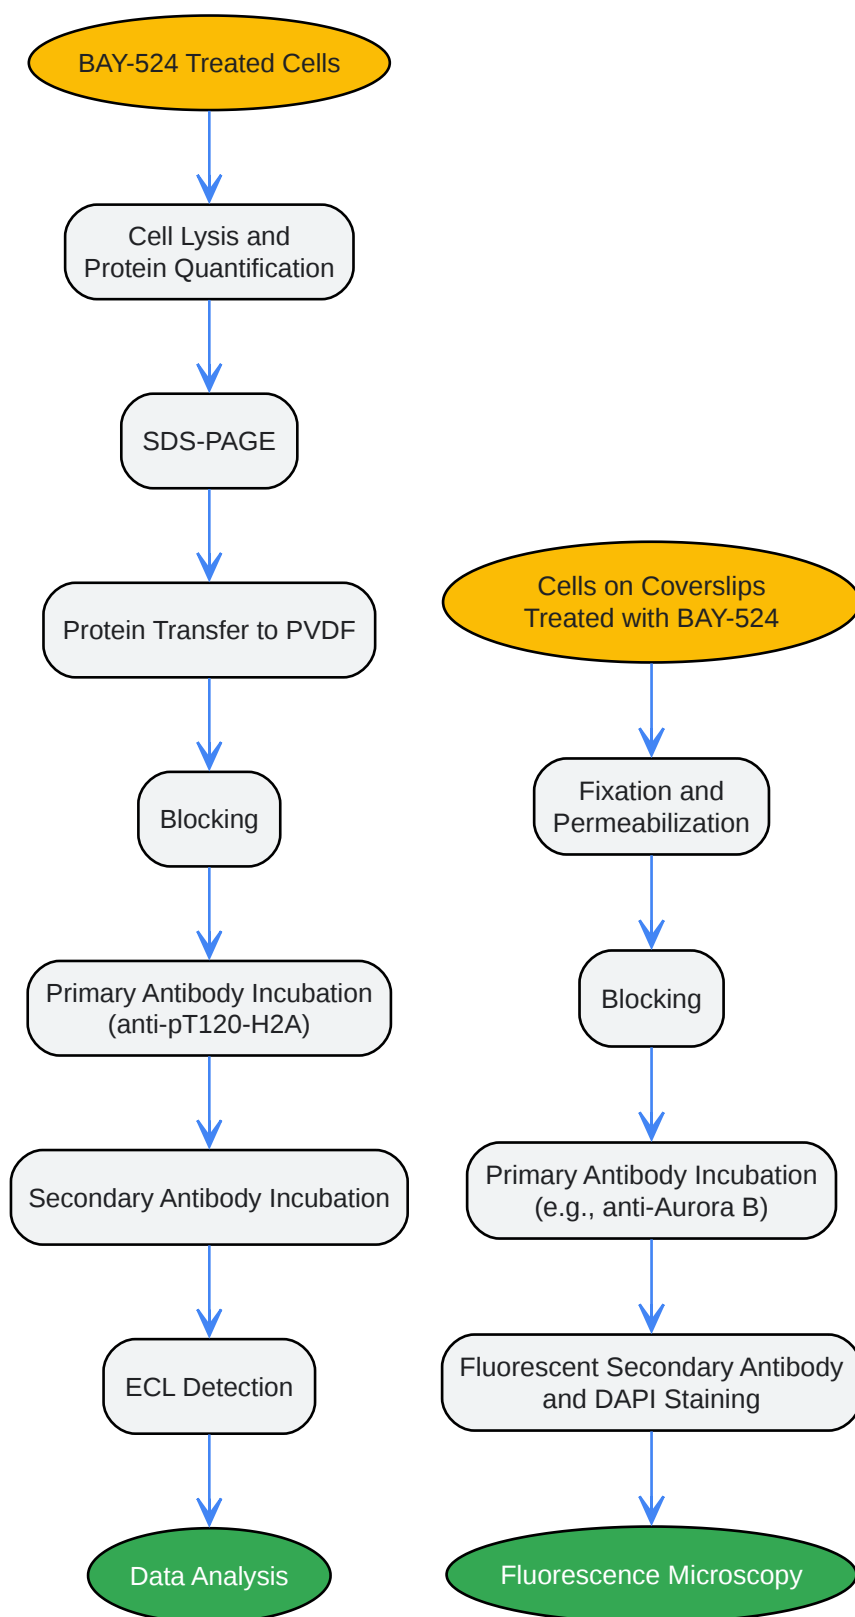 BAY-524 Treated Cells
Cell Lysis and
Protein Quantification
SDS-PAGE
Protein Transfer to PVDF
Blocking
Primary Antibody Incubation
(anti-pT120-H2A)
Secondary Antibody Incubation
ECL Detection
Data Analysis
Cells on Coverslips
Treated with BAY-524
Fixation and
Permeabilization
Blocking
Primary Antibody Incubation
(e.g., anti-Aurora B)
Fluorescent Secondary Antibody
and DAPI Staining
Fluorescence Microscopy